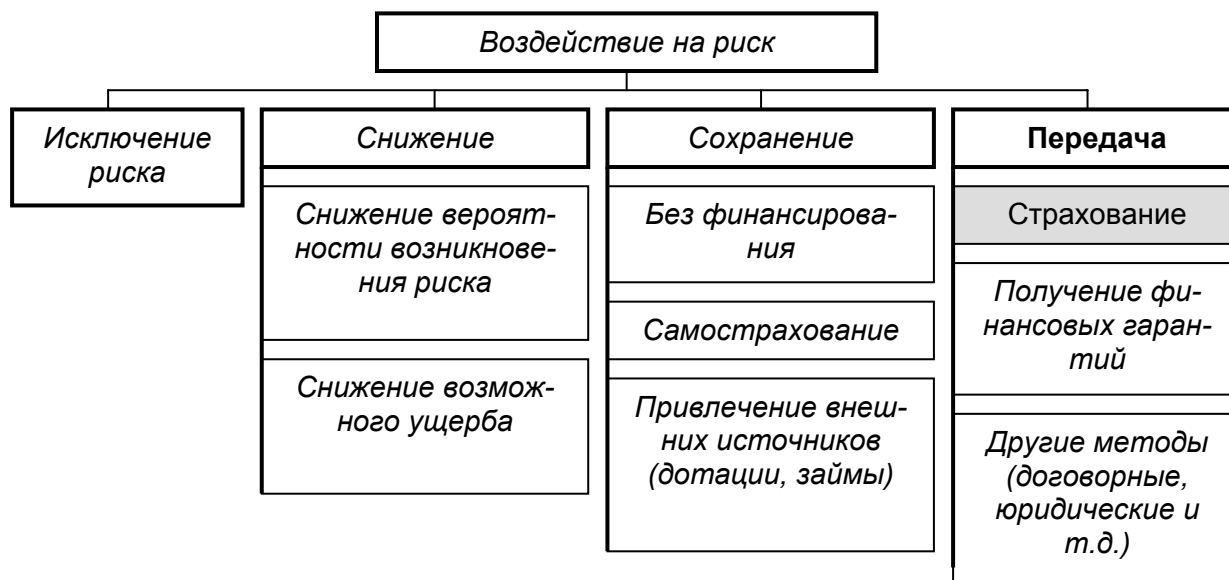 Воздействие на риск
Исключение
риска
Снижение
Снижение вероят-
ности возникнове-
ния риска
Снижение возмож-
ного ущерба
Сохранение
Без финансирова-
ния
Самострахование
Привлечение внеш-
них источников
(дотации, займы)
Передача
Страхование
Получение фи-
нансовых гаран-
тий
Другие методы
(договорные,
юридические и
т.д.)